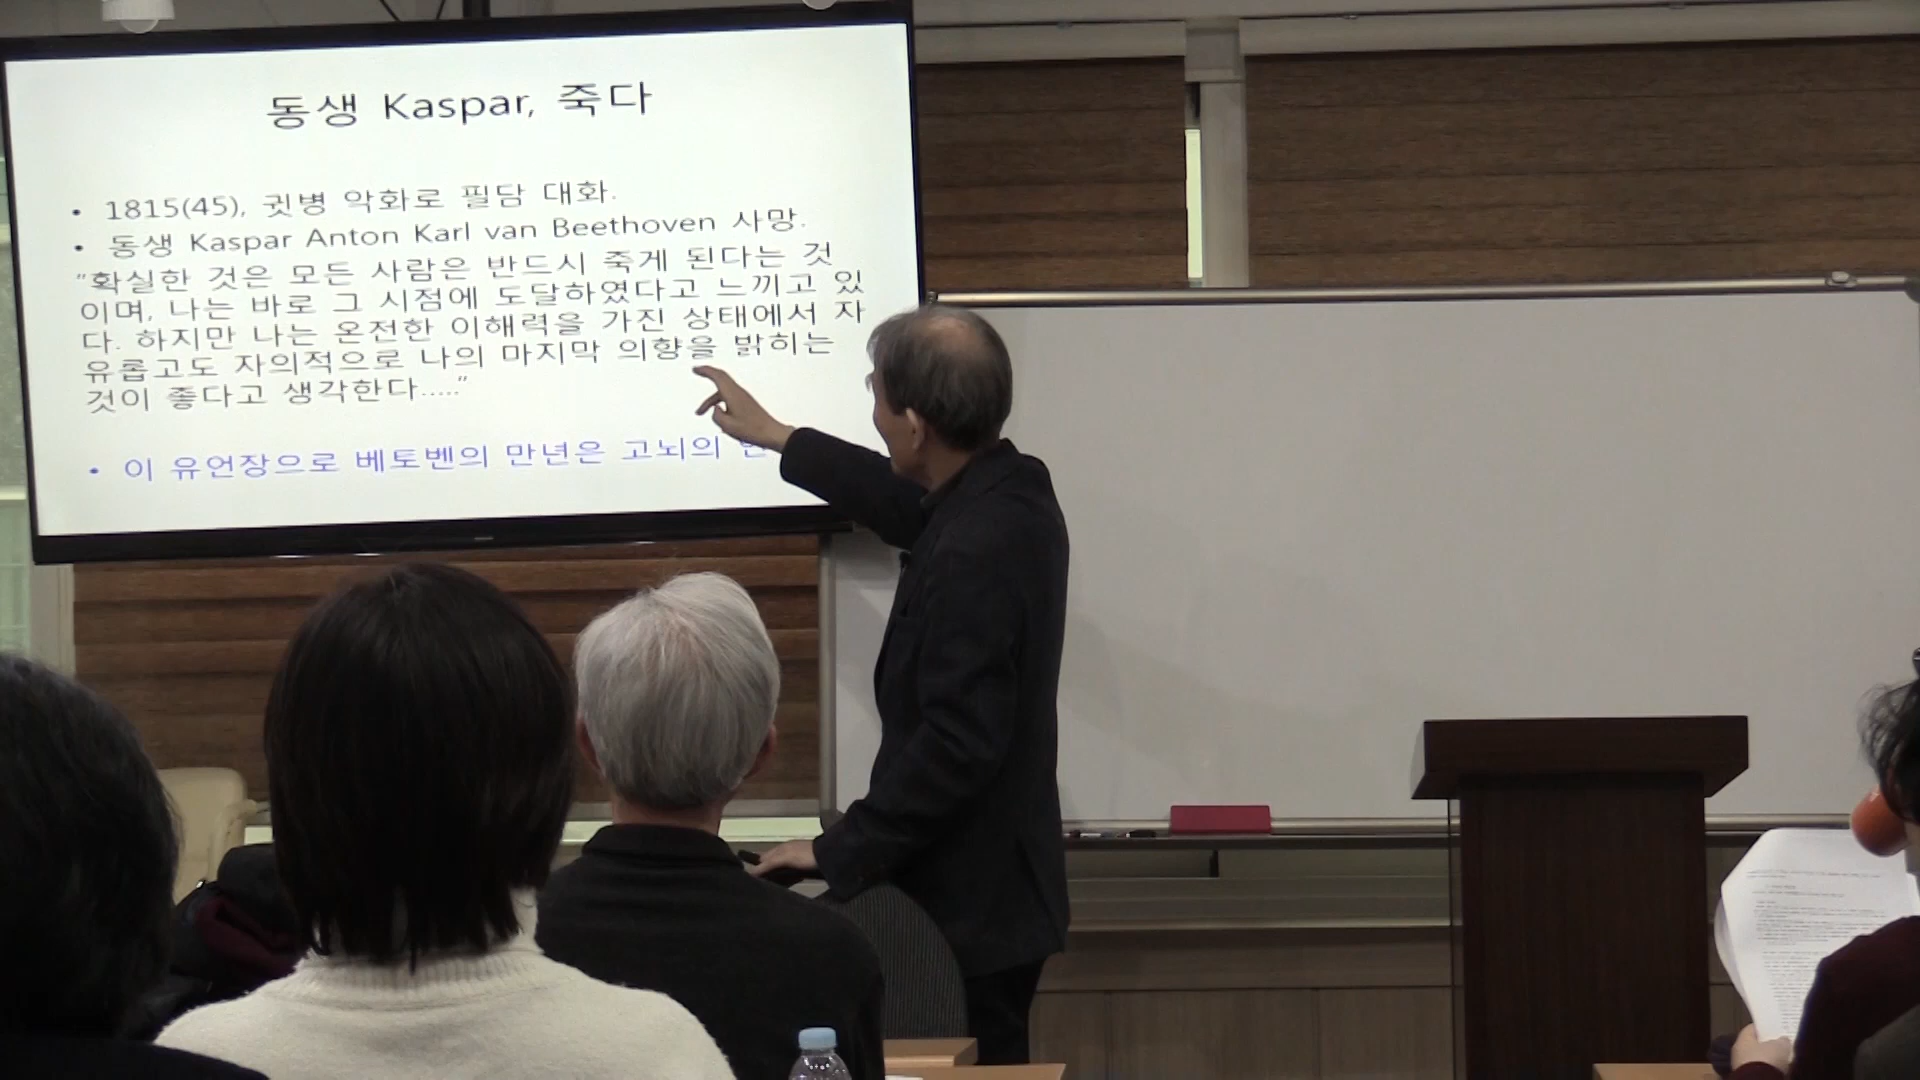 동생 Kaspar, 죽다
• 1815(45), 귓병 악화로 필담 대화.
• 동생 Kaspar Anton Karl van Beethoven 사망.
"확실한 것은 모든 사람은 반드시 죽게 된다는 것
이며, 나는 바로 그 시점에 도달하였다고 느끼고 있
다. 하지만 나는 온전한 이해력을 가진 상태에서 자
유롭고도 자의적으로 나의 마지막 의향을 밝히는
것이 좋다고 생각한다....."
• 이 유언장으로 베토벤의 만년은 고뇌의